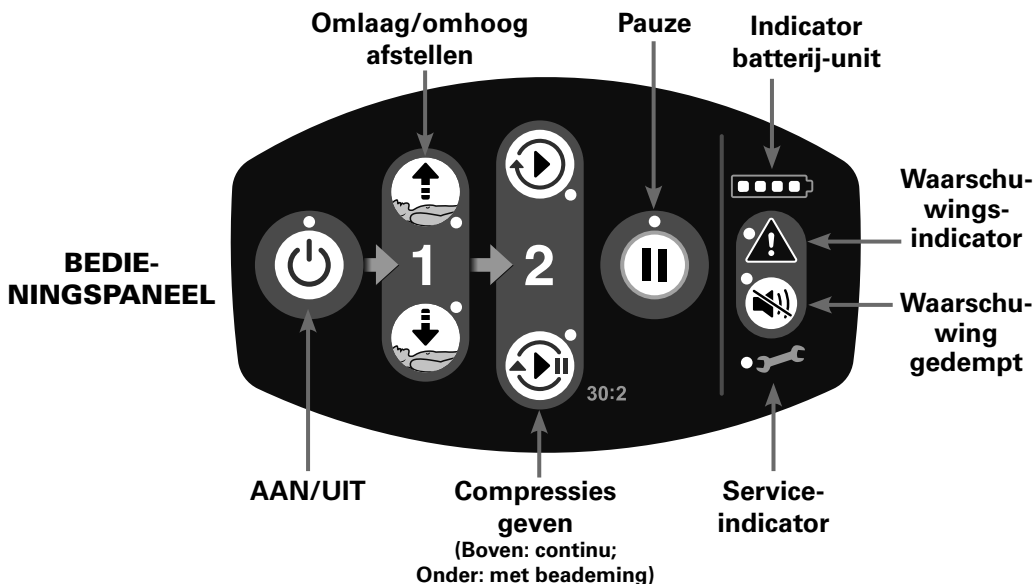 Omlaag/omhoog
afstellen
Pauze
Indicator
batterij-unit
Waarschu-
wings-
indicator
BEDIE-
NINGSPANEEL
1
2
Waarschu-
wing
gedempt
30:2
AAN/UIT
Compressies
geven
(Boven: continu;
Onder: met beademing)
Service-
indicator